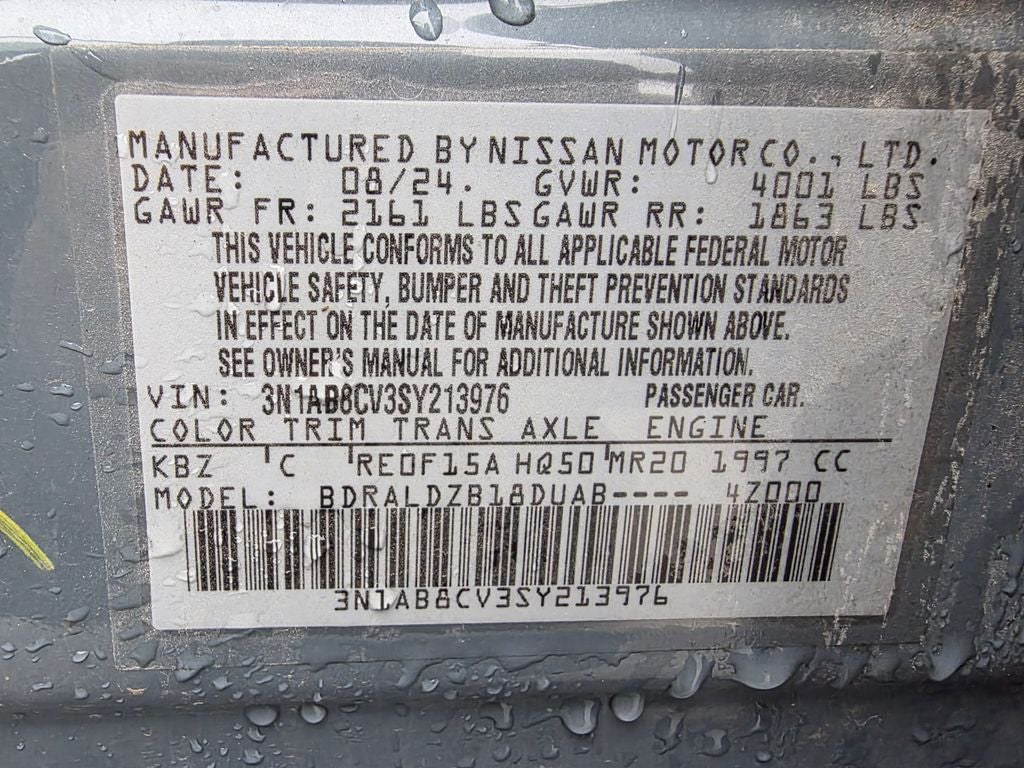 MANUFACTURED BY NISSAN MOTOR CO., LTD.
DATE: 08/24. GVWR: 4001 LBS
GAWR FR: 2161 LBS GAWR RR: 1863 LBS
THIS VEHICLE CONFORMS TO ALL APPLICABLE FEDERAL MOTOR
VEHICLE SAFETY, BUMPER AND THEFT PREVENTION STANDARDS
IN EFFECT ON THE DATE OF MANUFACTURE SHOWN ABOVE.
SEE OWNER'S MANUAL FOR ADDITIONAL INFORMATION.
VIN: 3N1AB8CV3SY213976 PASSENGER CAR.
COLOR TRIM TRANS AXLE ENGINE
KBZ C RE0F15A HQ50 MR20 1997 CC
MODEL: BDRALDZB18DUAB---- 4Z000
3N1AB8CV3SY213976